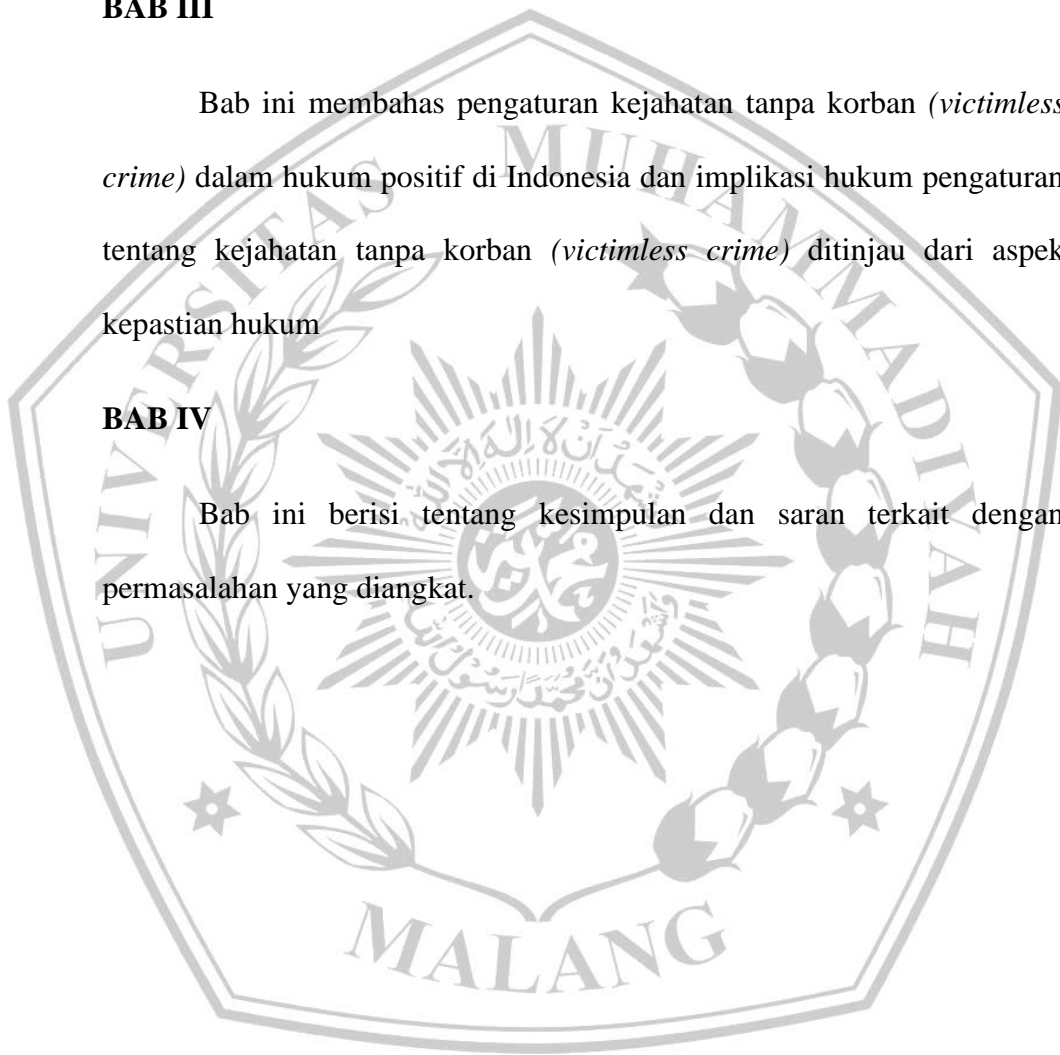 BAB III
Bab ini membahas pengaturan kejahatan tanpa korban (victimless
crime) dalam hukum positif di Indonesia dan implikasi hukum pengaturan
tentang kejahatan tanpa korban (victimless crime) ditinjau dari aspek
kepastian hukum
BAB IV
Bab ini berisi tentang kesimpulan dan saran terkait dengan
permasalahan yang diangkat.
UNIVERSITAS MUHAMMADIYAH
MALANG